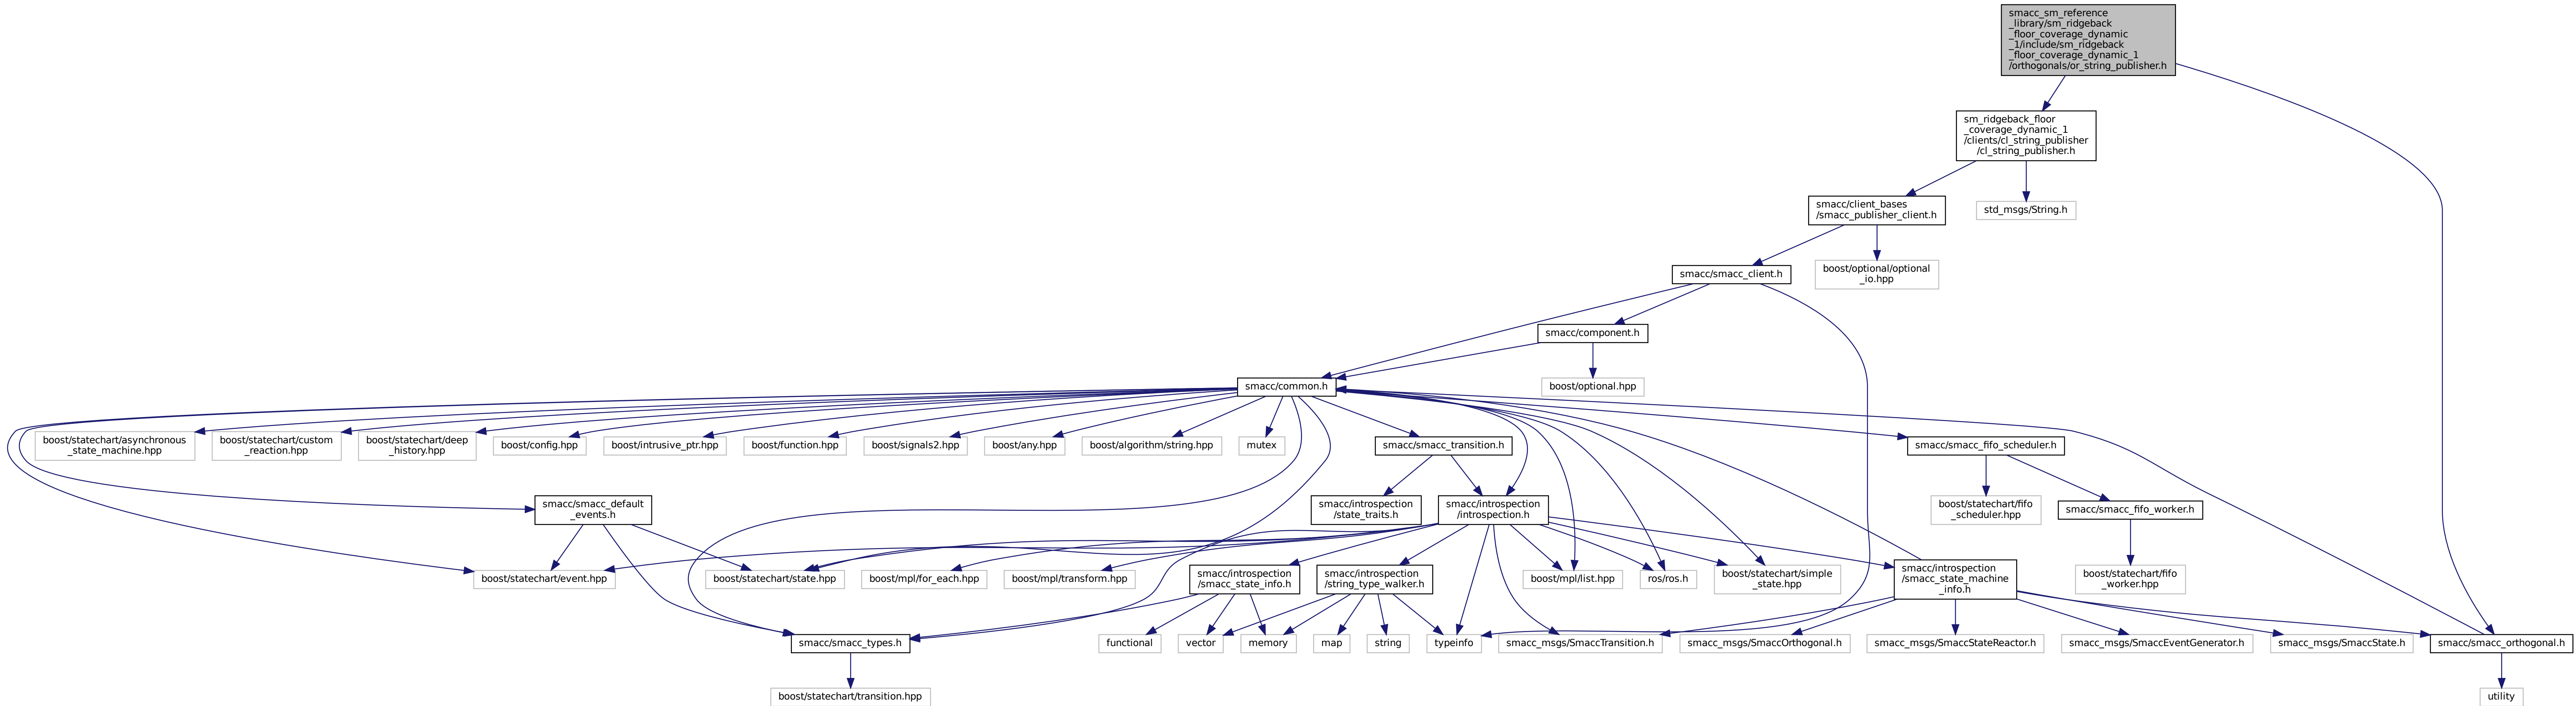 smacc_sm_reference
_library/sm_ridgeback
_floor_coverage_dynamic
_1/include/sm_ridgeback
_floor_coverage_dynamic_1
/orthogonals/or_string_publisher.h
sm_ridgeback_floor
_coverage_dynamic_1
/clients/cl_string_publisher
/cl_string_publisher.h
smacc/client_bases
/smacc_publisher_client.h
std_msgs/String.h
smacc/smacc_client.h
boost/optional/optional
_io.hpp
smacc/component.h
smacc/common.h
boost/optional.hpp
boost/statechart/asynchronous
_state_machine.hpp
boost/statechart/custom
_reaction.hpp
boost/statechart/deep
_history.hpp
boost/config.hpp
boost/intrusive_ptr.hpp
boost/function.hpp
boost/signals2.hpp
boost/any.hpp
boost/algorithm/string.hpp
mutex
smacc/smacc_transition.h
smacc/smacc_fifo_scheduler.h
smacc/smacc_default
_events.h
smacc/introspection
/state_traits.h
smacc/introspection
/introspection.h
boost/statechart/fifo
_scheduler.hpp
smacc/smacc_fifo_worker.h
boost/statechart/event.hpp
boost/statechart/state.hpp
boost/mpl/for_each.hpp
boost/mpl/transform.hpp
smacc/introspection
/smacc_state_info.h
smacc/introspection
/string_type_walker.h
boost/mpl/list.hpp
ros/ros.h
boost/statechart/simple
_state.hpp
smacc/introspection
/smacc_state_machine
_info.h
boost/statechart/fifo
_worker.hpp
smacc/smacc_types.h
functional
vector
memory
map
string
typeinfo
smacc_msgs/SmaccTransition.h
smacc_msgs/SmaccOrthogonal.h
smacc_msgs/SmaccStateReactor.h
smacc_msgs/SmaccEventGenerator.h
smacc_msgs/SmaccState.h
smacc/smacc_orthogonal.h
boost/statechart/transition.hpp
utility